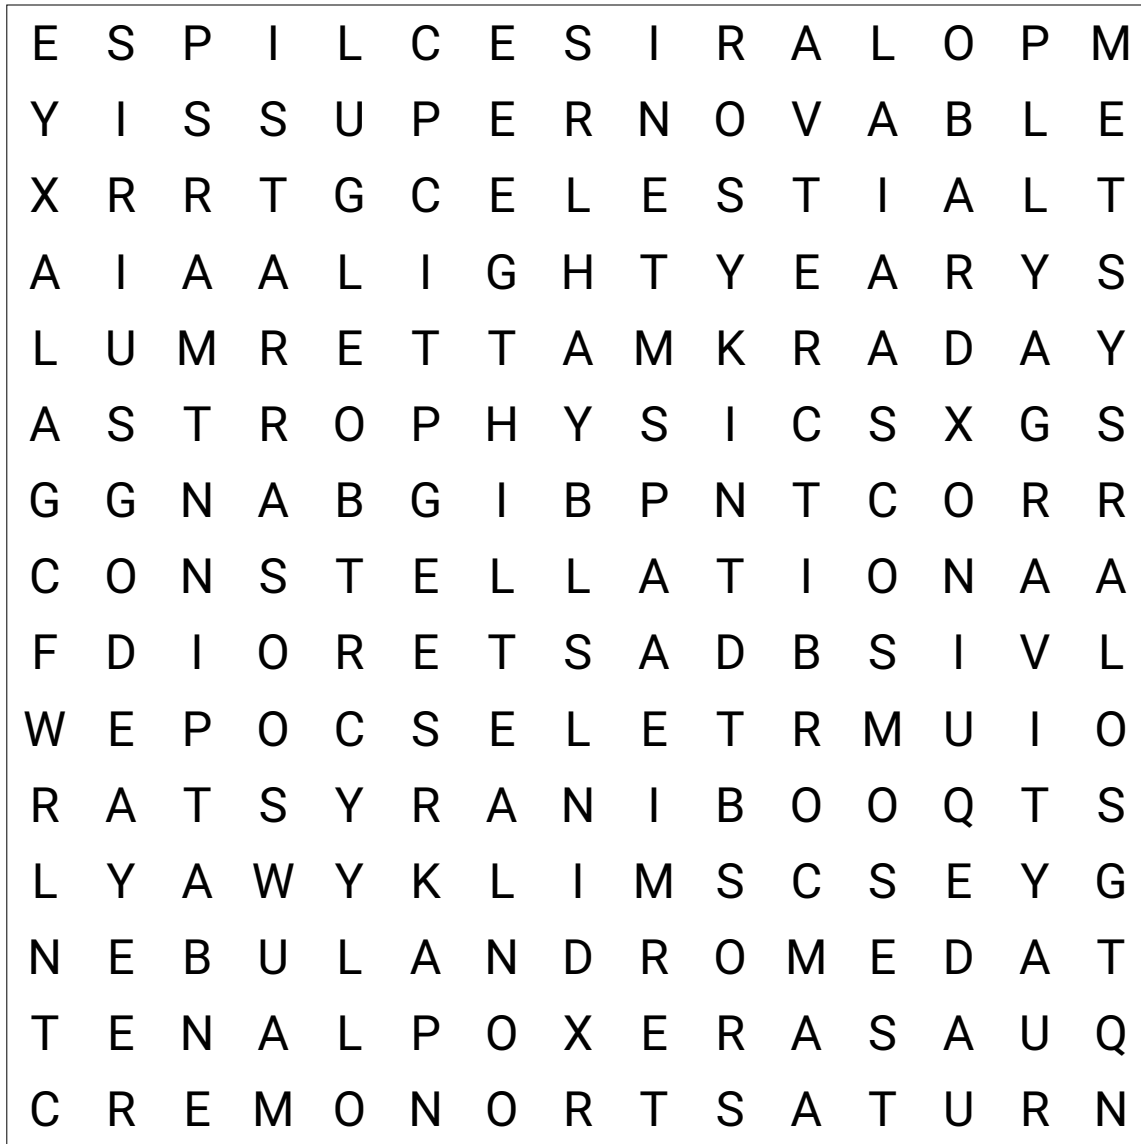 E S P I L C E S I R A L O P M
Y I S S U P E R N O V A B L E
X R R T G C E L E S T I A L T
A I A A L I G H T Y E A R Y S
L U M R E T T A M K R A D A Y
A S T R O P H Y S I C S X G S
G G N A B G I B P N T C O R R
C O N S T E L L A T I O N A A
F D I O R E T S A D B S I V L
W E P O C S E L E T R M U I O
R A T S Y R A N I B O O Q T S
L Y A W Y K L I M S C S E Y G
N E B U L A N D R O M E D A T
T E N A L P O X E R A S A U Q
C R E M O N O R T S A T U R N